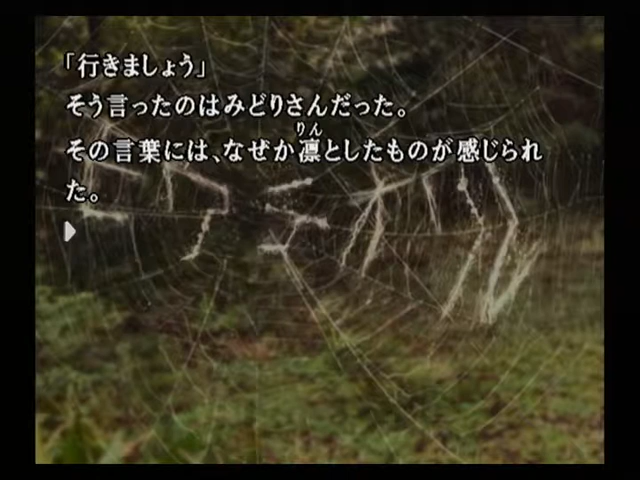 「行きましょう」
そう言ったのはみどりさんだった。
りん
その言葉には、なぜか凛としたものが感じられ
た。